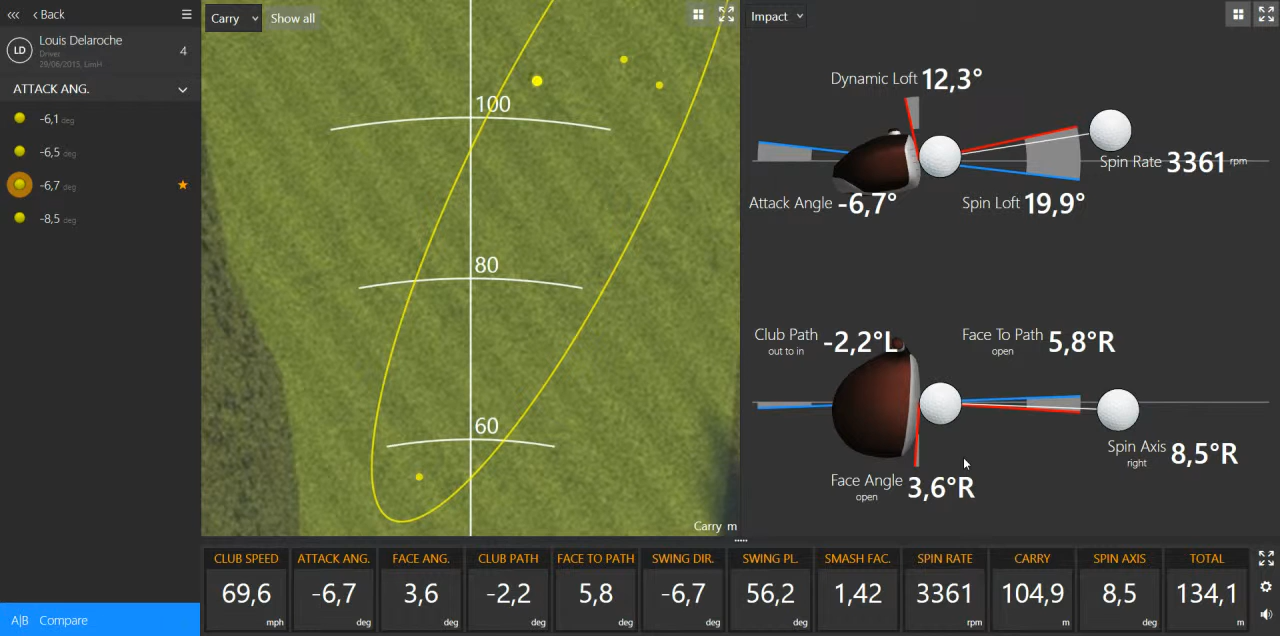 Back
LD
Louis Delaroche
Driver
29/06/2015, LimH
4
ATTACK ANG.
-6,1 deg
-6,5 deg
-6,7 deg
-8,5 deg
A|B Compare
Carry
Show all
100
80
60
Carry m
Impact
Dynamic Loft 12,3°
Spin Rate 3361 rpm
Attack Angle -6,7°
Spin Loft 19,9°
Club Path -2,2°L
out to in
Face To Path 5,8°R
open
Spin Axis 8,5°R
right
Face Angle 3,6°R
open
CLUB SPEED ATTACK ANG. FACE ANG. CLUB PATH FACE TO PATH SWING DIR. SWING PL. SMASH FAC. SPIN RATE CARRY SPIN AXIS TOTAL
69,6 -6,7 3,6 -2,2 5,8 -6,7 56,2 1,42 3361 104,9 8,5 134,1
mph deg deg deg deg deg deg rpm m deg m